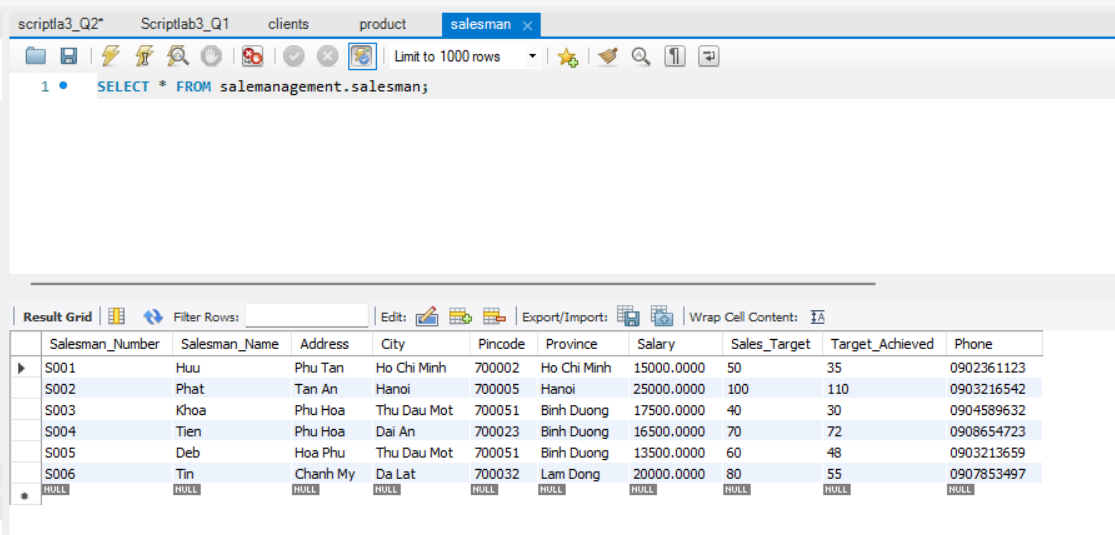 scriptla3_Q2* Scriptlab3_Q1 clients product salesman ×
Limit to 1000 rows
1 SELECT * FROM salemanagement.salesman;
Result Grid Filter Rows: Edit: Export/Import: Wrap Cell Content: IA
Salesman_Number Salesman_Name Address City Pincode Province Salary Sales_Target Target_Achieved Phone
S001 Huu Phu Tan Ho Chi Minh 700002 Ho Chi Minh 15000.0000 50 35 0902361123
S002 Phat Tan An Hanoi 700005 Hanoi 25000.0000 100 110 0903216542
S003 Khoa Phu Hoa Thu Dau Mot 700051 Binh Duong 17500.0000 40 30 0904589632
S004 Tien Phu Hoa Dai An 700023 Binh Duong 16500.0000 70 72 0908654723
S005 Deb Hoa Phu Thu Dau Mot 700051 Binh Duong 13500.0000 60 48 0903213659
S006 Tin Chanh My Da Lat 700032 Lam Dong 20000.0000 80 55 0907853497
NULL NULL NULL NULL NULL NULL NULL NULL NULL NULL